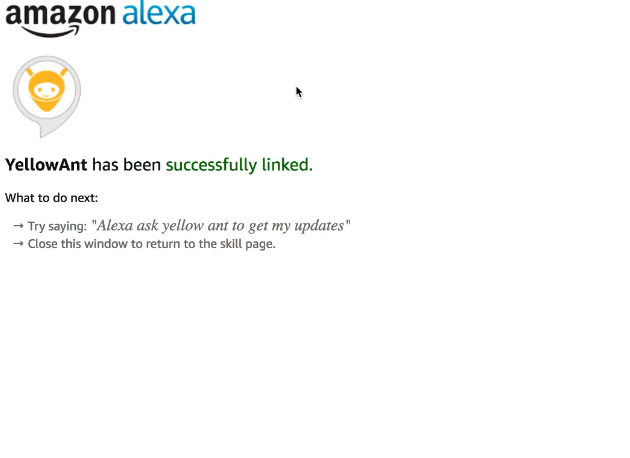 amazon alexa
YellowAnt has been successfully linked.
What to do next:
→ Try saying: "Alexa ask yellow ant to get my updates"
→ Close this window to return to the skill page.